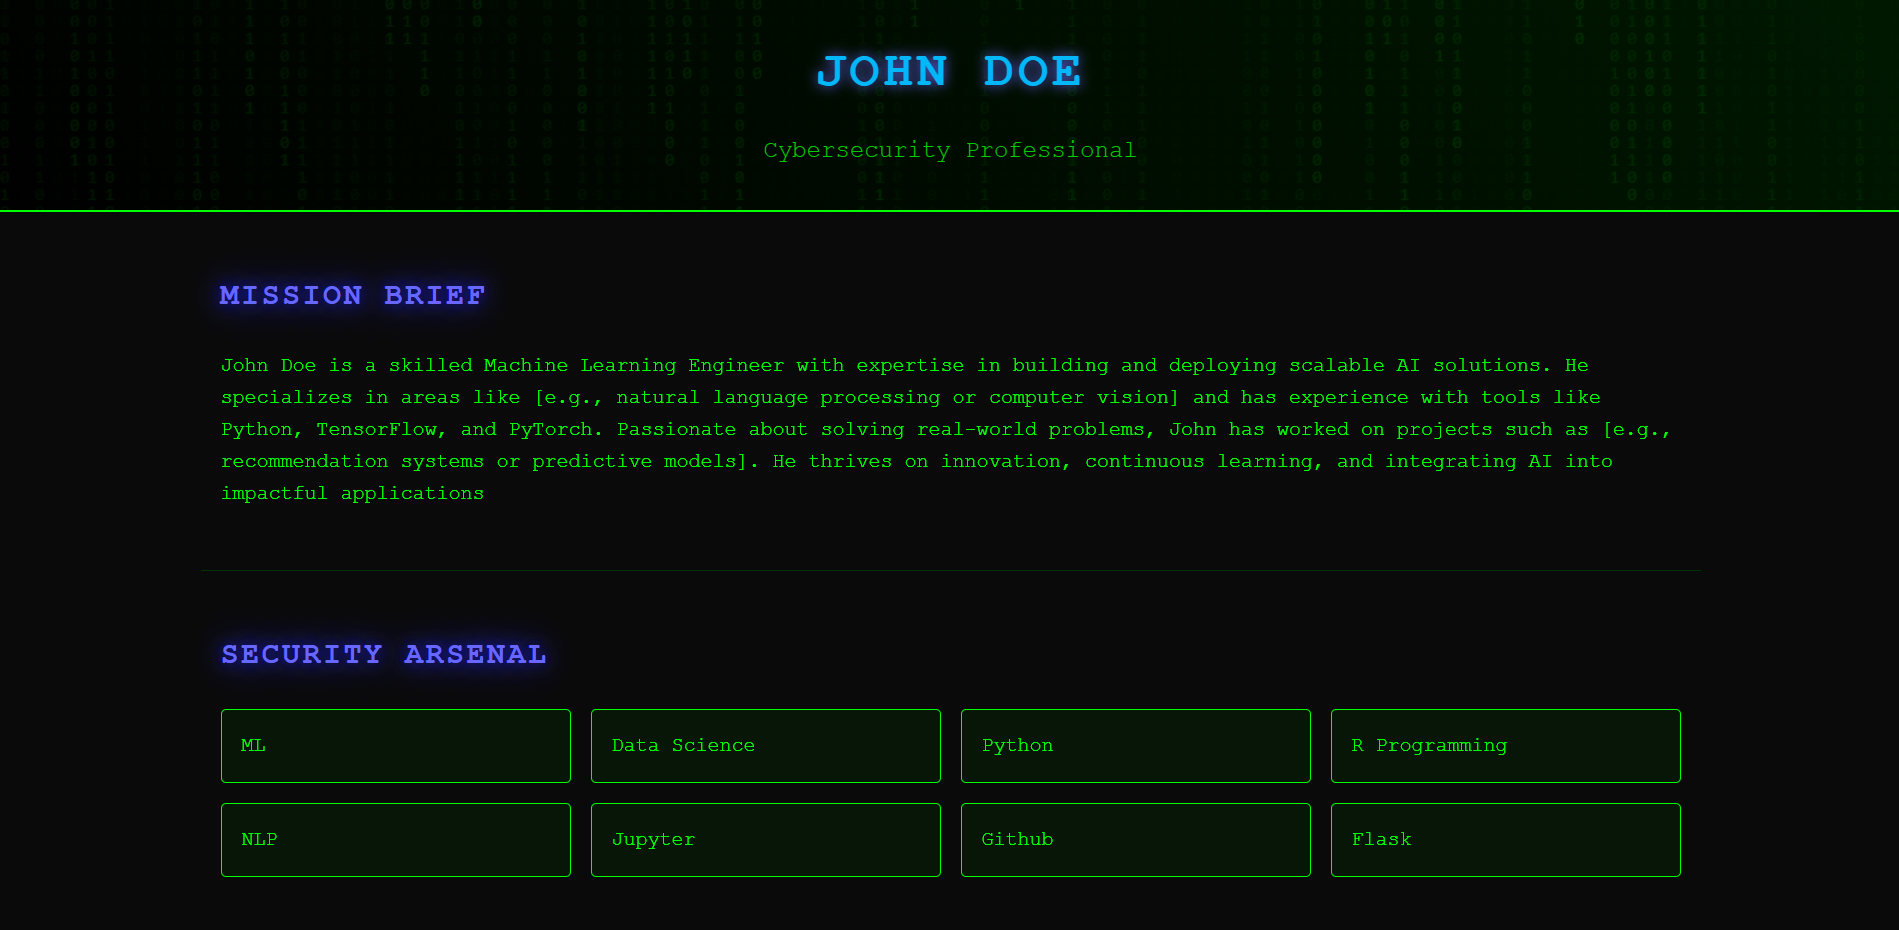 JOHN DOE
Cybersecurity Professional
MISSION BRIEF
John Doe is a skilled Machine Learning Engineer with expertise in building and deploying scalable AI solutions. He
specializes in areas like [e.g., natural language processing or computer vision] and has experience with tools like
Python, TensorFlow, and PyTorch. Passionate about solving real-world problems, John has worked on projects such as [e.g.,
recommendation systems or predictive models]. He thrives on innovation, continuous learning, and integrating AI into
impactful applications
SECURITY ARSENAL
ML
Data Science
Python
R Programming
NLP
Jupyter
Github
Flask